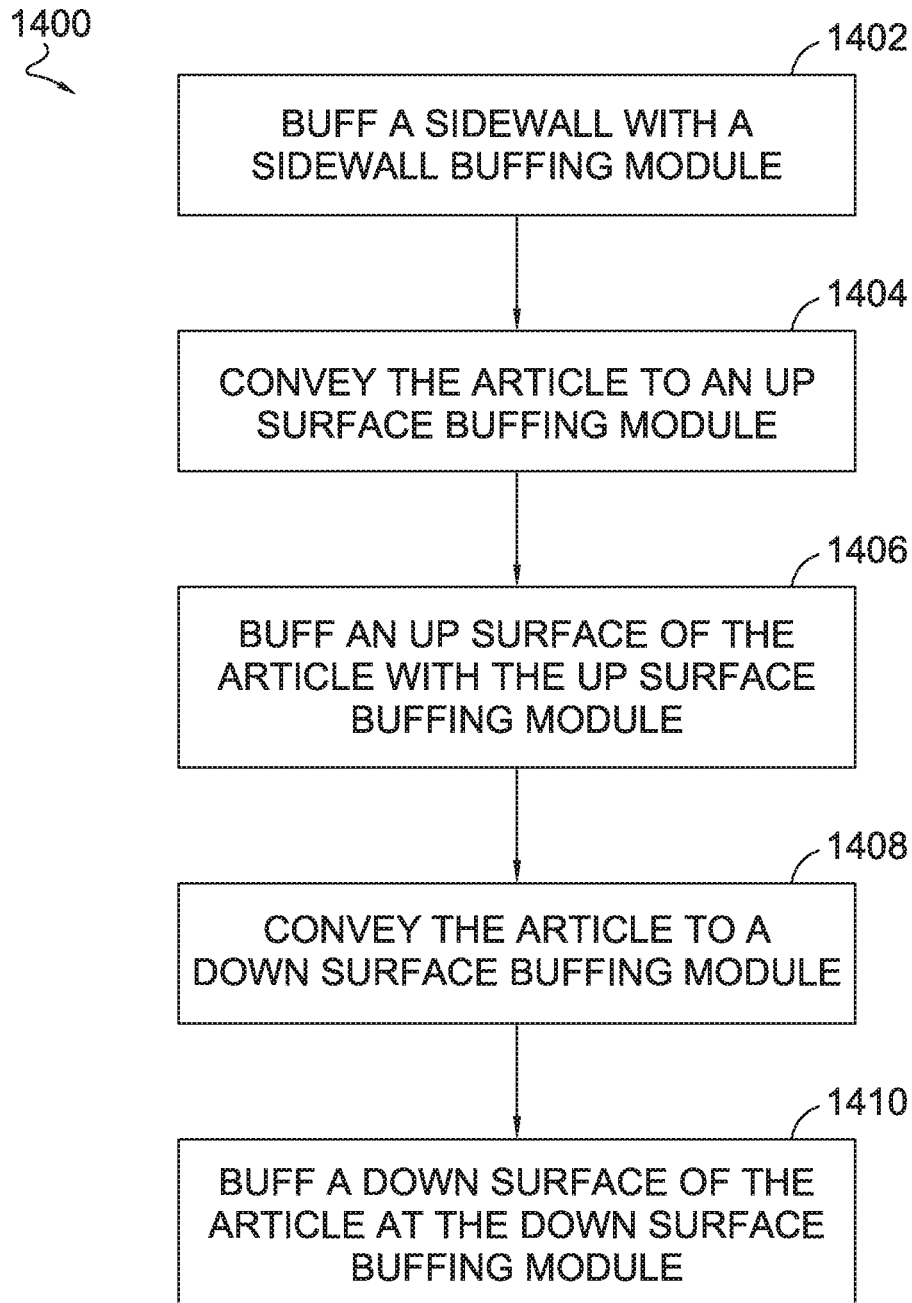 1400
1402
BUFF A SIDEWALL WITH A
SIDEWALL BUFFING MODULE
1404
CONVEY THE ARTICLE TO AN UP
SURFACE BUFFING MODULE
1406
BUFF AN UP SURFACE OF THE
ARTICLE WITH THE UP SURFACE
BUFFING MODULE
1408
CONVEY THE ARTICLE TO A
DOWN SURFACE BUFFING MODULE
1410
BUFF A DOWN SURFACE OF THE
ARTICLE AT THE DOWN SURFACE
BUFFING MODULE